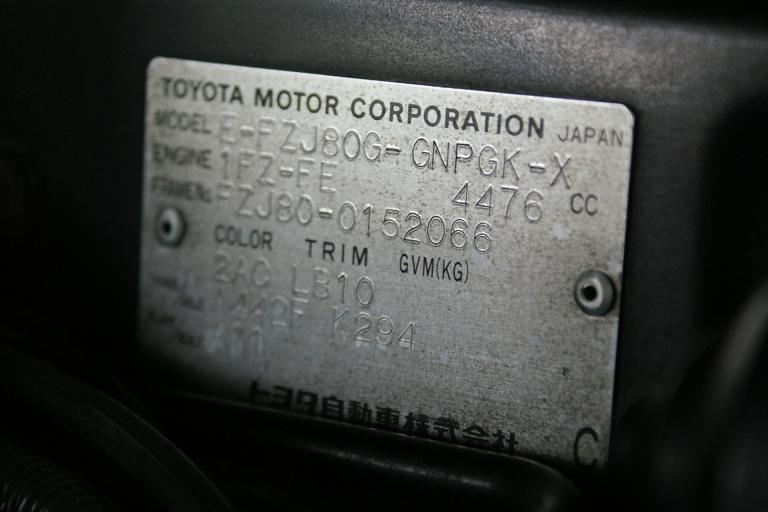 TOYOTA MOTOR CORPORATION JAPAN
MODEL E-FZJ80G-GNPGK-X
ENGINE 1FZ-FE 4476 CC
FRAME No. FZJ80-0152066
COLOR TRIM GVM(KG)
2AC LB10
A442F K294
トヨタ自動車株式会社 C